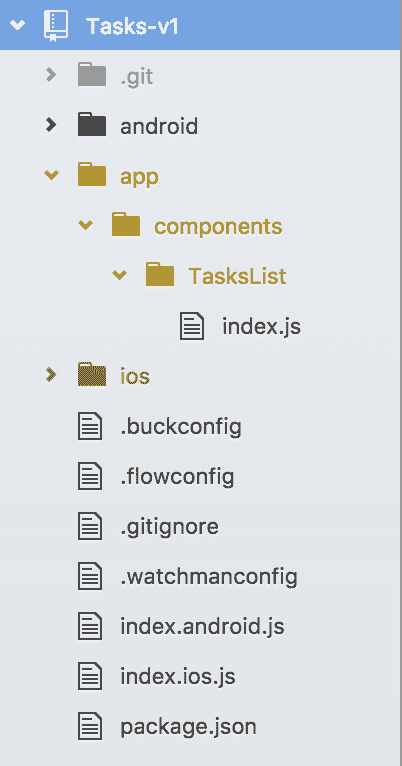 Tasks-v1
.git
android
app
components
TasksList
index.js
ios
.buckconfig
.flowconfig
.gitignore
.watchmanconfig
index.android.js
index.ios.js
package.json